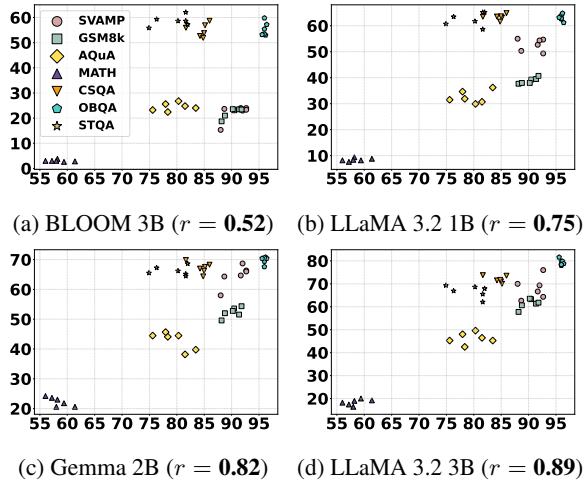 SVAMP
GSM8k
AQuA
MATH
CSQA
OBQA
STQA
60
50
40
30
20
10
0
55 60 65 70 75 80 85 90 95
(a) BLOOM 3B (r = 0.52)
70
60
50
40
30
20
10
55 60 65 70 75 80 85 90 95
(b) LLaMA 3.2 1B (r = 0.75)
70
60
50
40
30
20
55 60 65 70 75 80 85 90 95
(c) Gemma 2B (r = 0.82)
80
70
60
50
40
30
20
55 60 65 70 75 80 85 90 95
(d) LLaMA 3.2 3B (r = 0.89)